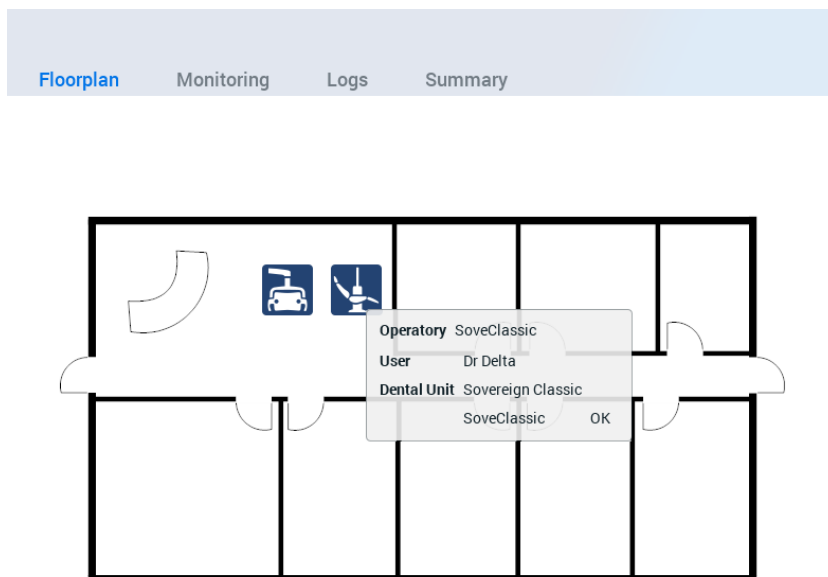 Floorplan Monitoring Logs Summary
Operatory SoveClassic
User Dr Delta
Dental Unit Sovereign Classic
SoveClassic OK